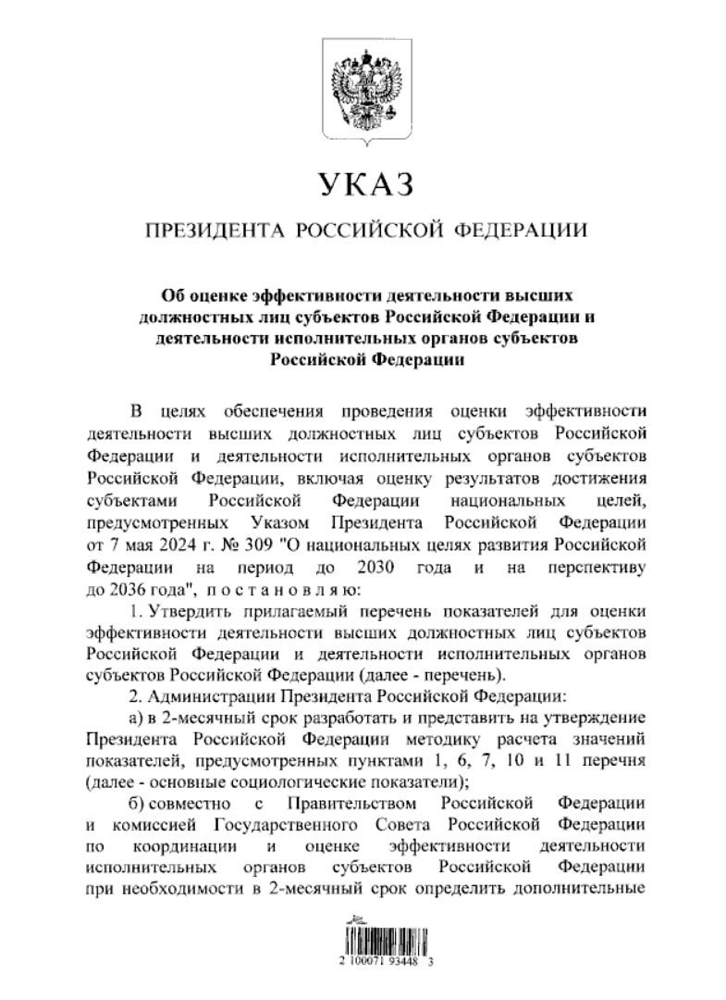 УКАЗ
ПРЕЗИДЕНТА РОССИЙСКОЙ ФЕДЕРАЦИИ
Об оценке эффективности деятельности высших
должностных лиц субъектов Российской Федерации и
деятельности исполнительных органов субъектов
Российской Федерации
В целях обеспечения проведения оценки эффективности
деятельности высших должностных лиц субъектов Российской
Федерации и деятельности исполнительных органов субъектов
Российской Федерации, включая оценку результатов достижения
субъектами Российской Федерации национальных целей,
предусмотренных Указом Президента Российской Федерации
от 7 мая 2024 г. № 309 "О национальных целях развития Российской
Федерации на период до 2030 года и на перспективу
до 2036 года", п о с т а н о в л я ю:
1. Утвердить прилагаемый перечень показателей для оценки
эффективности деятельности высших должностных лиц субъектов
Российской Федерации и деятельности исполнительных органов
субъектов Российской Федерации (далее - перечень).
2. Администрации Президента Российской Федерации:
а) в 2-месячный срок разработать и представить на утверждение
Президента Российской Федерации методику расчета значений
показателей, предусмотренных пунктами 1, 6, 7, 10 и 11 перечня
(далее - основные социологические показатели);
б) совместно с Правительством Российской Федерации
и комиссией Государственного Совета Российской Федерации
по координации и оценке эффективности деятельности
исполнительных органов субъектов Российской Федерации
при необходимости в 2-месячный срок определить дополнительные
2 100071 93448 3